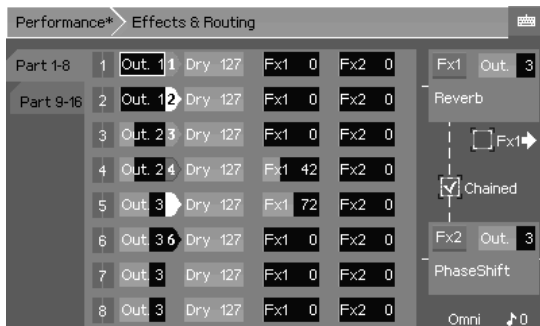 Performance* Effects & Routing
Part 1-8
Part 9-16
1 Out. 1 1 Dry 127 Fx1 0 Fx2 0
2 Out. 1 2 Dry 127 Fx1 0 Fx2 0
3 Out. 2 3 Dry 127 Fx1 0 Fx2 0
4 Out. 2 4 Dry 127 Fx1 42 Fx2 0
5 Out. 3 Dry 127 Fx1 72 Fx2 0
6 Out. 3 6 Dry 127 Fx1 0 Fx2 0
7 Out. 3 Dry 127 Fx1 0 Fx2 0
8 Out. 3 Dry 127 Fx1 0 Fx2 0
Fx1 Out. 3
Reverb
Fx1
Chained
Fx2 Out. 3
PhaseShift
Omni ♪0